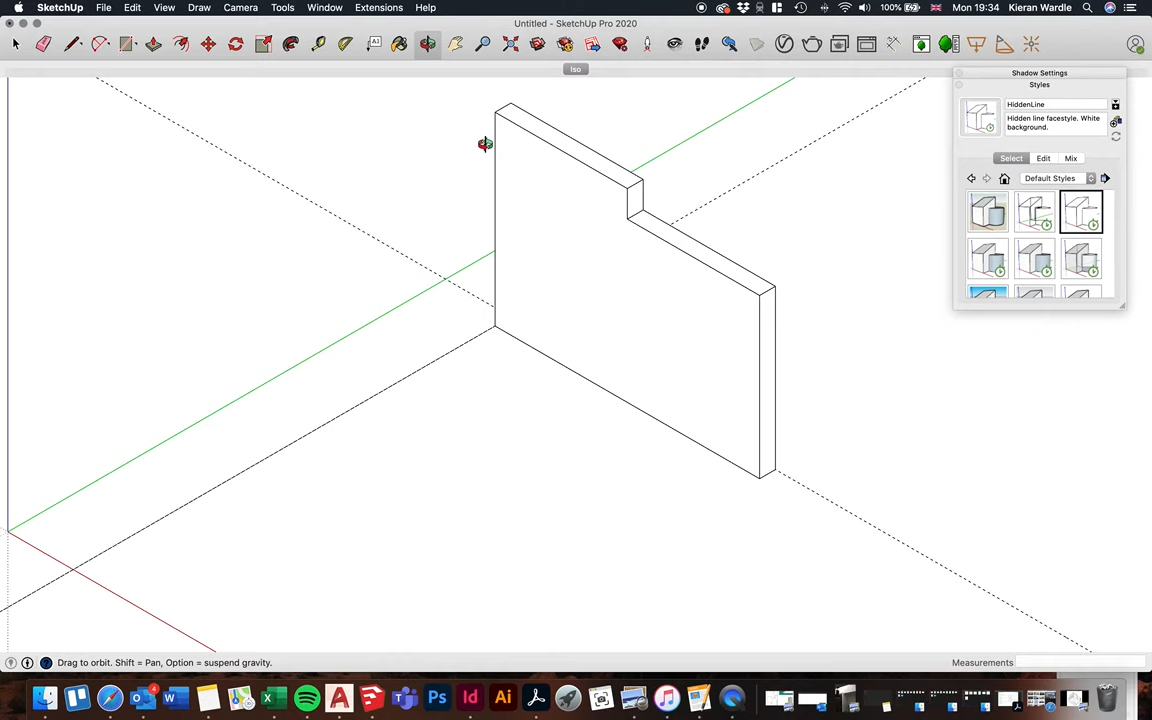 SketchUp File Edit View Camera Draw Tools Window Extensions Help 100% Mon 19:34 Kieran Wardle
Untitled - SketchUp Pro 2020
Iso
Shadow Settings
Styles
HiddenLine
Hidden line facestyle. White
background.
Select Edit Mix
Default Styles
Drag to orbit. Shift = Pan, Option = suspend gravity.
Measurements